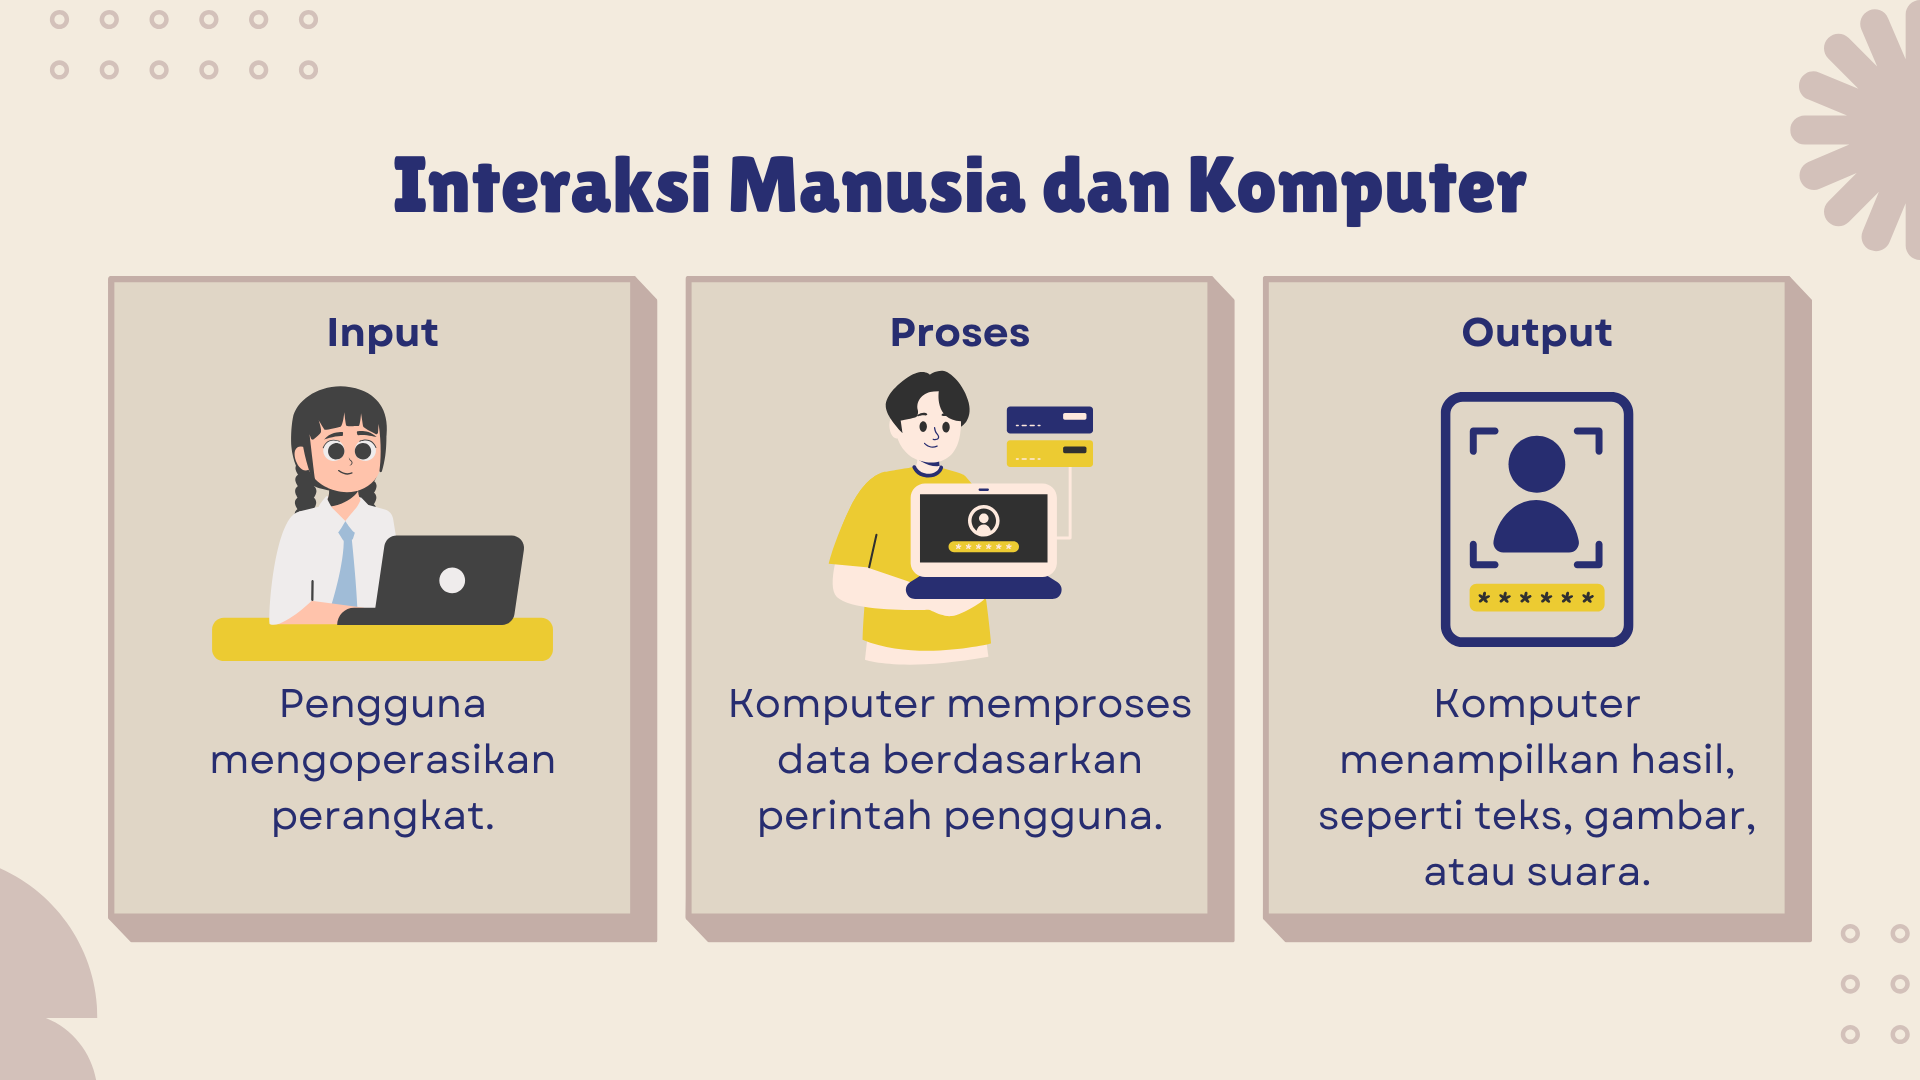 Interaksi Manusia dan Komputer
Input
Pengguna
mengoperasikan
perangkat.
Proses
******
Komputer memproses
data berdasarkan
perintah pengguna.
Output
******
Komputer
menampilkan hasil,
seperti teks, gambar,
atau suara.